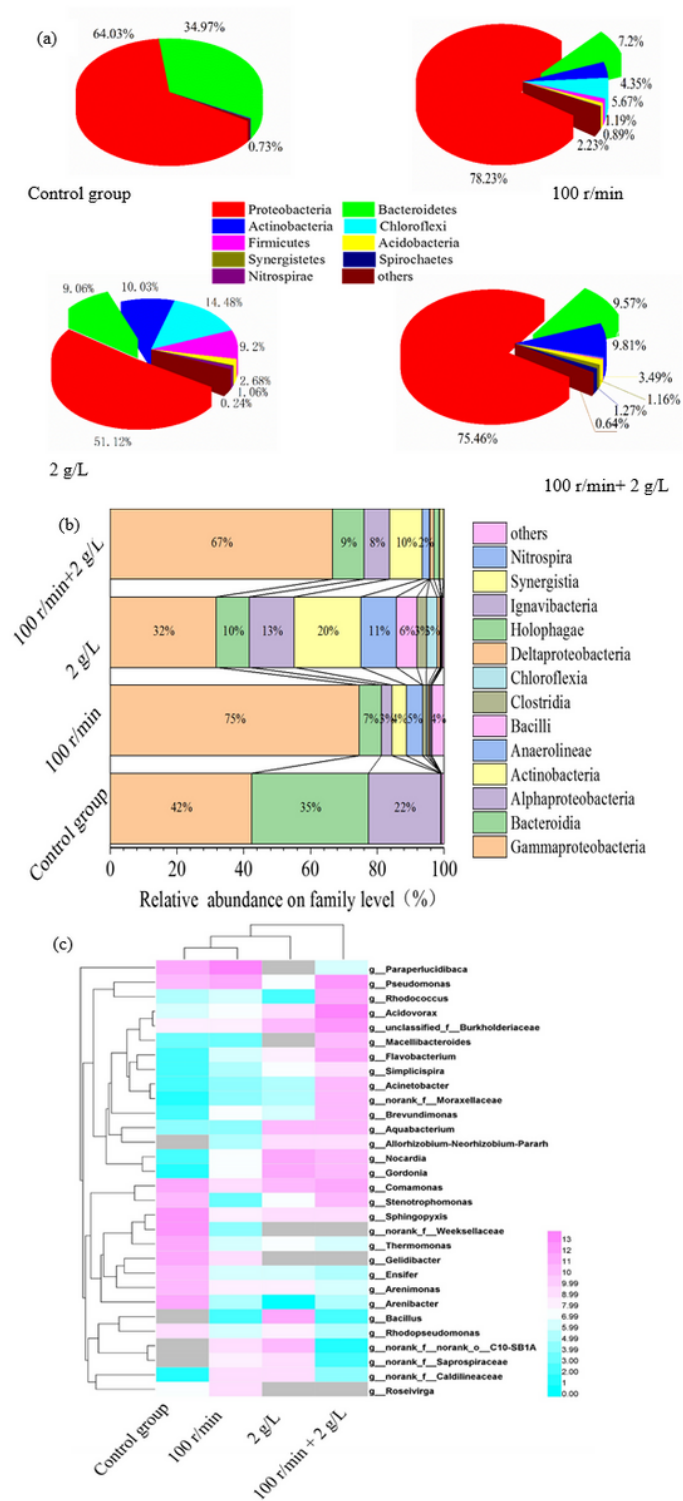 (a)
64.03%
34.97%
0.73%
Control group
7.2%
4.35%
5.67%
1.19%
0.89%
2.23%
78.23%
100 r/min
Proteobacteria
Bacteroidetes
Actinobacteria
Chloroflexi
Firmicutes
Acidobacteria
Synergistetes
Spirochaetes
Nitrospirae
others
9.06%
10.03%
14.48%
9.2%
2.68%
1.06%
0.24%
51.12%
2 g/L
9.57%
9.81%
3.49%
1.16%
1.27%
0.64%
75.46%
100 r/min+ 2 g/L
(b)
100 r/min+2 g/L
67%
9%
8%
10%
2%
2 g/L
32%
10%
13%
20%
11%
6%
3%
3%
100 r/min
75%
7%
3%
4%
5%
4%
Control group
42%
35%
22%
0
20
40
60
80
100
Relative abundance on family level (%)
others
Nitrospira
Synergistia
Ignavibacteria
Holophagae
Deltaproteobacteria
Chloroflexia
Clostridia
Bacilli
Anaerolineae
Actinobacteria
Alphaproteobacteria
Bacteroidia
Gammaproteobacteria
(c)
g__Paraperlucidibaca
g__Pseudomonas
g__Rhodococcus
g__Acidovorax
g__unclassified_f__Burkholderiaceae
g__Macellibacteroides
g__Flavobacterium
g__Simplicispira
g__Acinetobacter
g__norank_f__Moraxellaceae
g__Brevundimonas
g__Aquabacterium
g__Allorhizobium-Neorhizobium-Pararh
g__Nocardia
g__Gordonia
g__Comamonas
g__Stenotrophomonas
g__Sphingopyxis
g__norank_f__Weeksellaceae
g__Thermomonas
g__Gelidibacter
g__Ensifer
g__Arenimonas
g__Arenibacter
g__Bacillus
g__Rhodopseudomonas
g__norank_f__norank_o__C10-SB1A
g__norank_f__Saprospiraceae
g__norank_f__Caldilineaceae
g__Roseivirga
13
12
11
10
9.99
8.99
7.99
6.99
5.99
4.99
3.99
3.00
2.00
1
0.00
Control group
100 r/min
2 g/L
100 r/min + 2 g/L